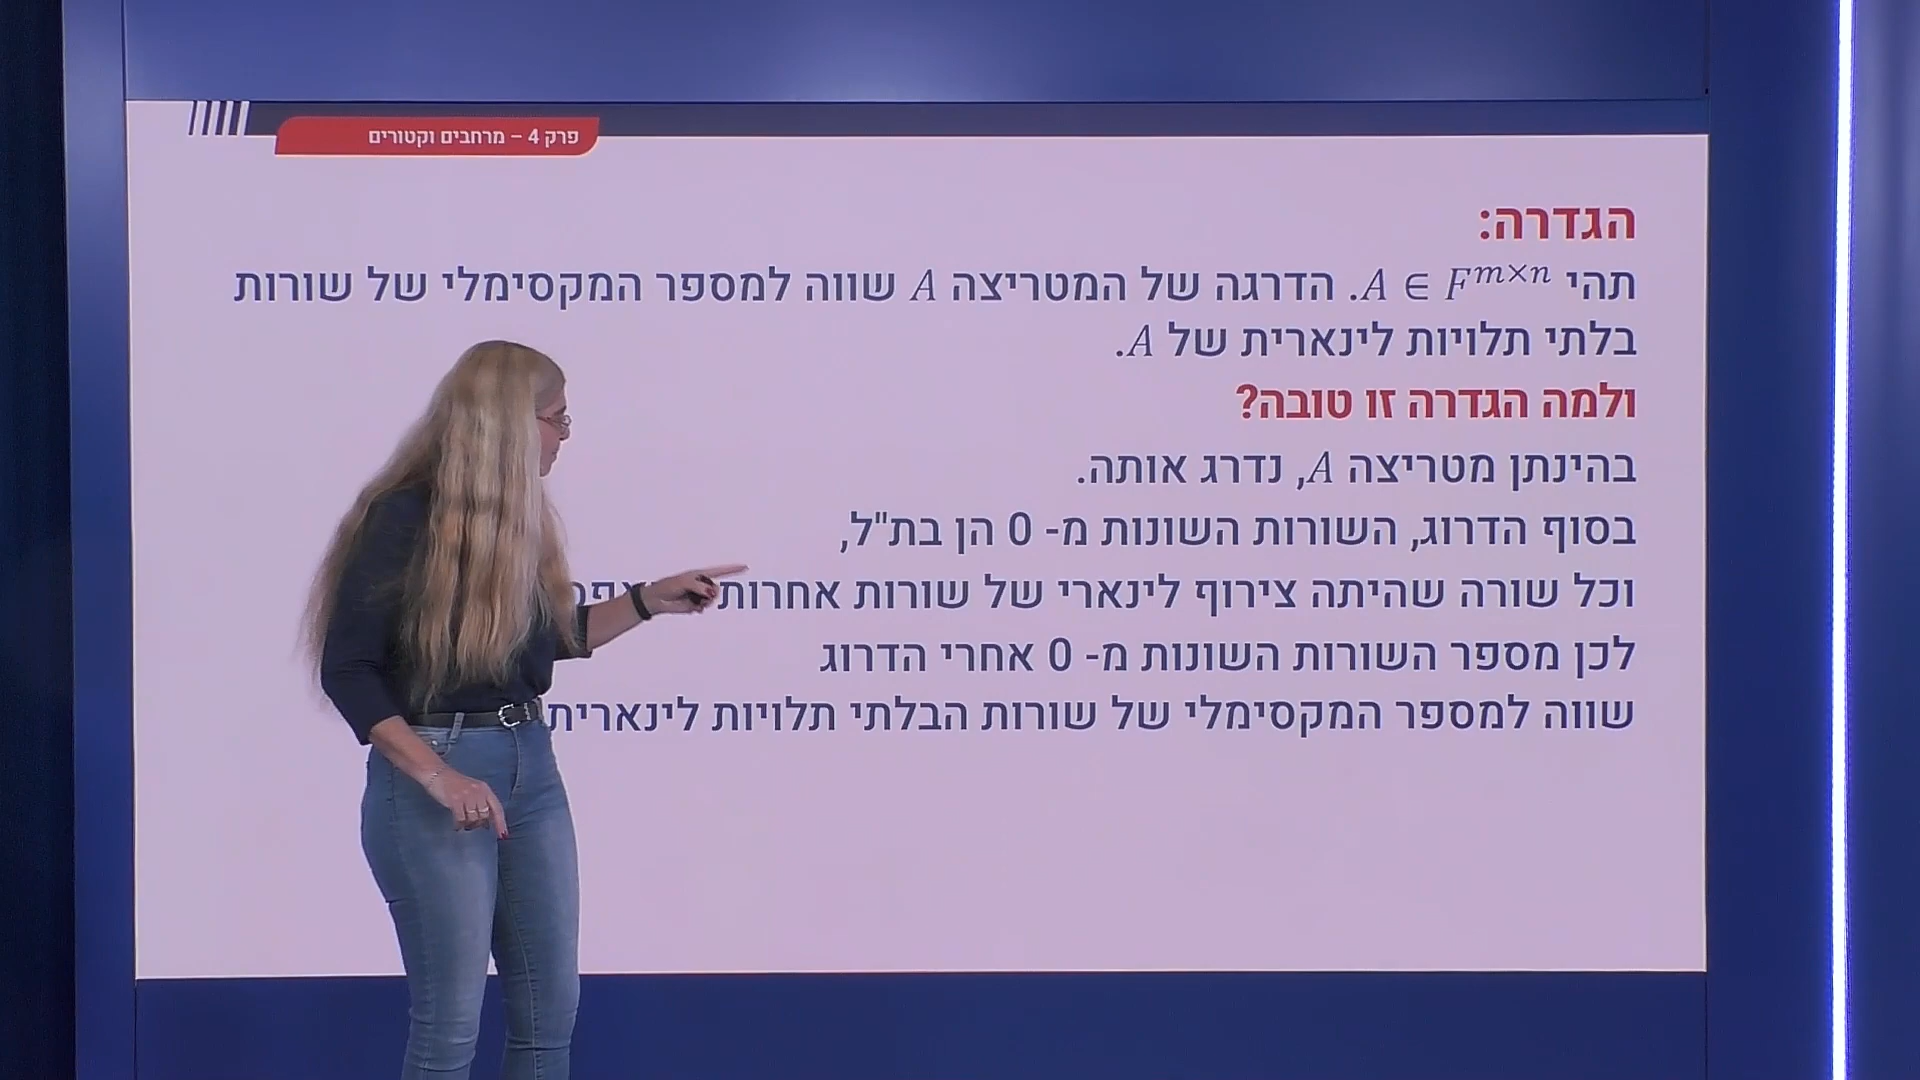 פרק 4 – מרחבים וקטורים
הגדרה:
תהי A ∈ F^{m×n}. הדרגה של המטריצה A שווה למספר המקסימלי של שורות
בלתי תלויות לינארית של A.
ולמה הגדרה זו טובה?
בהינתן מטריצה A, נדרג אותה.
בסוף הדרוג, השורות השונות מ- 0 הן בת"ל,
וכל שורה שהיתה צירוף לינארי של שורות אחרות
לכן מספר השורות השונות מ- 0 אחרי הדרוג
שווה למספר המקסימלי של שורות הבלתי תלויות לינארית